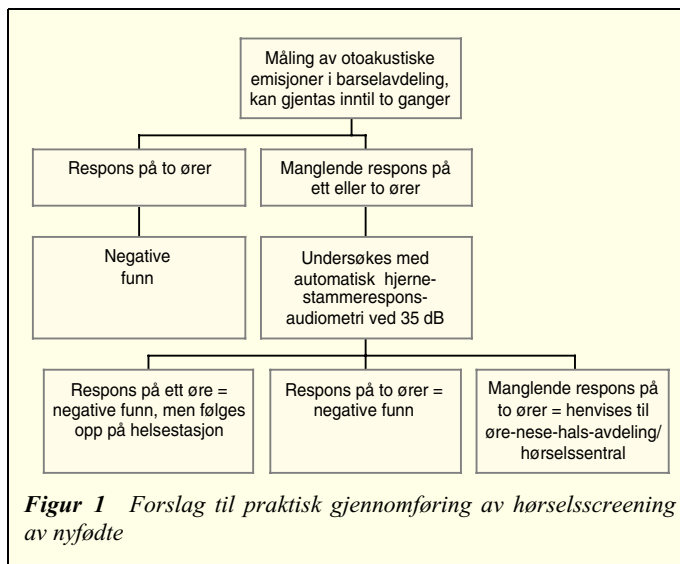 Måling av otoakustiske
emisjoner i barselavdeling,
kan gjentas inntil to ganger
Respons på to ører
Manglende respons på
ett eller to ører
Negative
funn
Undersøkes med
automatisk hjerne-
stammerespons-
audiometri ved 35 dB
Respons på ett øre =
negative funn, men følges
opp på helsestasjon
Respons på to ører =
negative funn
Manglende respons på
to ører = henvises til
øre-nese-hals-avdeling/
hørselssentral
Figur 1 Forslag til praktisk gjennomføring av hørselsscreening
av nyfødte